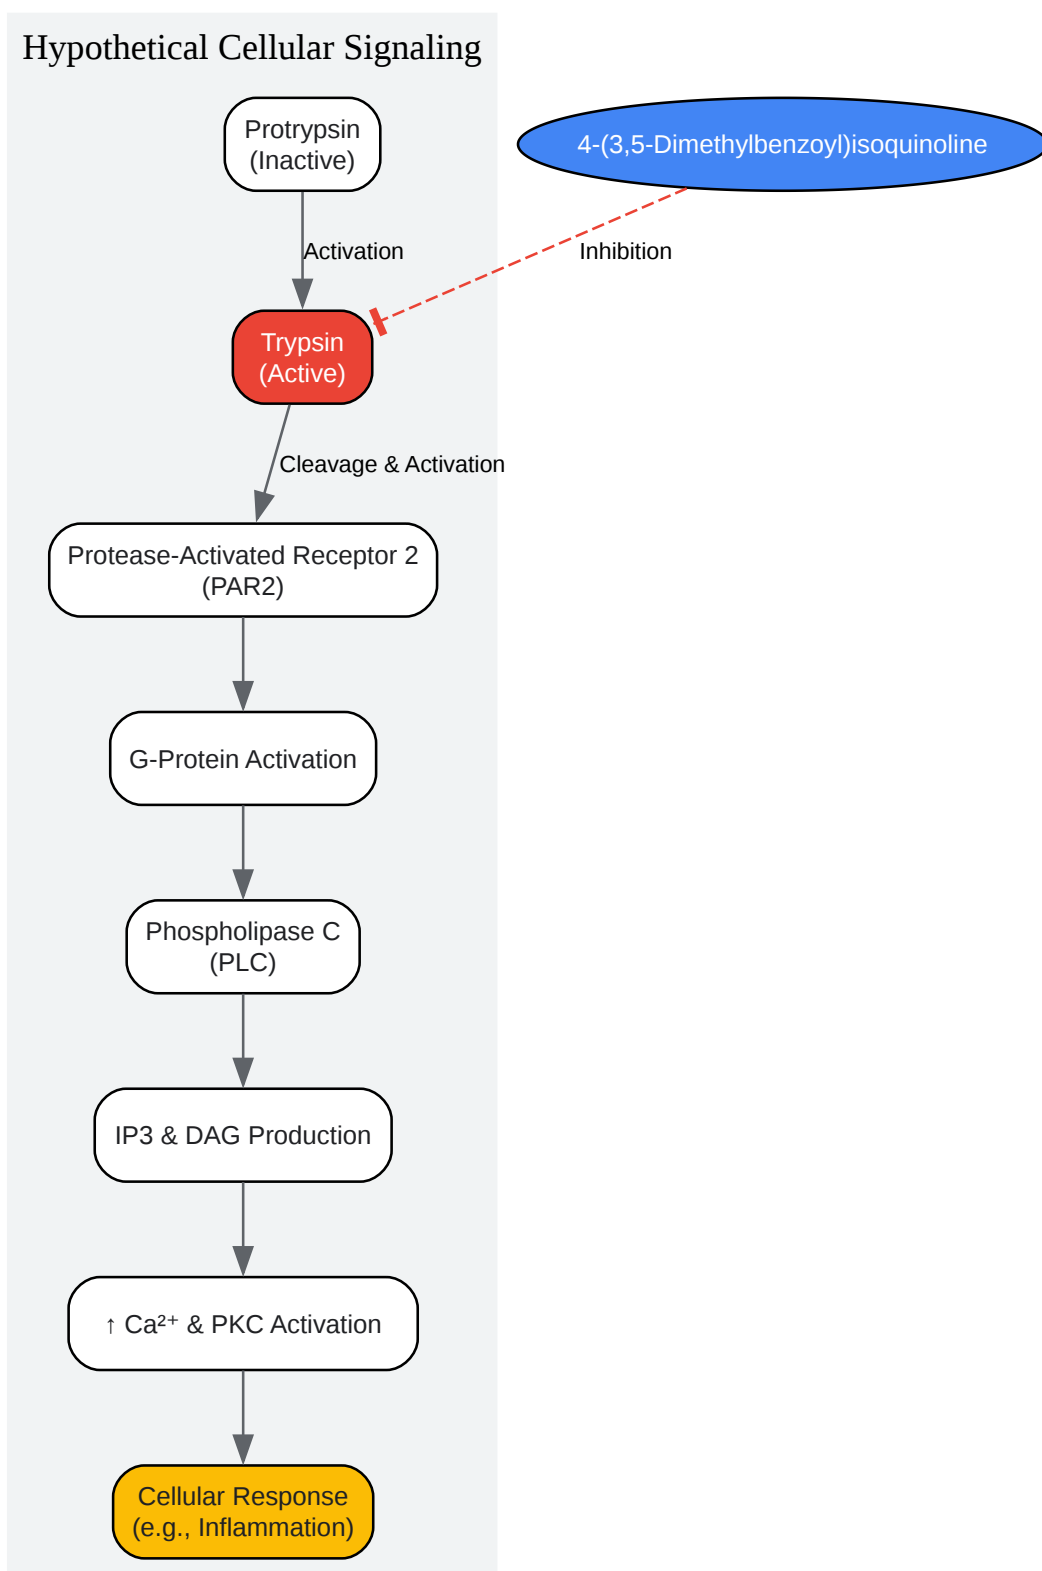 Hypothetical Cellular Signaling
Protrypsin
(Inactive)
4-(3,5-Dimethylbenzoyl)isoquinoline
Activation
Inhibition
Trypsin
(Active)
Cleavage & Activation
Protease-Activated Receptor 2
(PAR2)
G-Protein Activation
Phospholipase C
(PLC)
IP3 & DAG Production
↑ Ca²⁺ & PKC Activation
Cellular Response
(e.g., Inflammation)